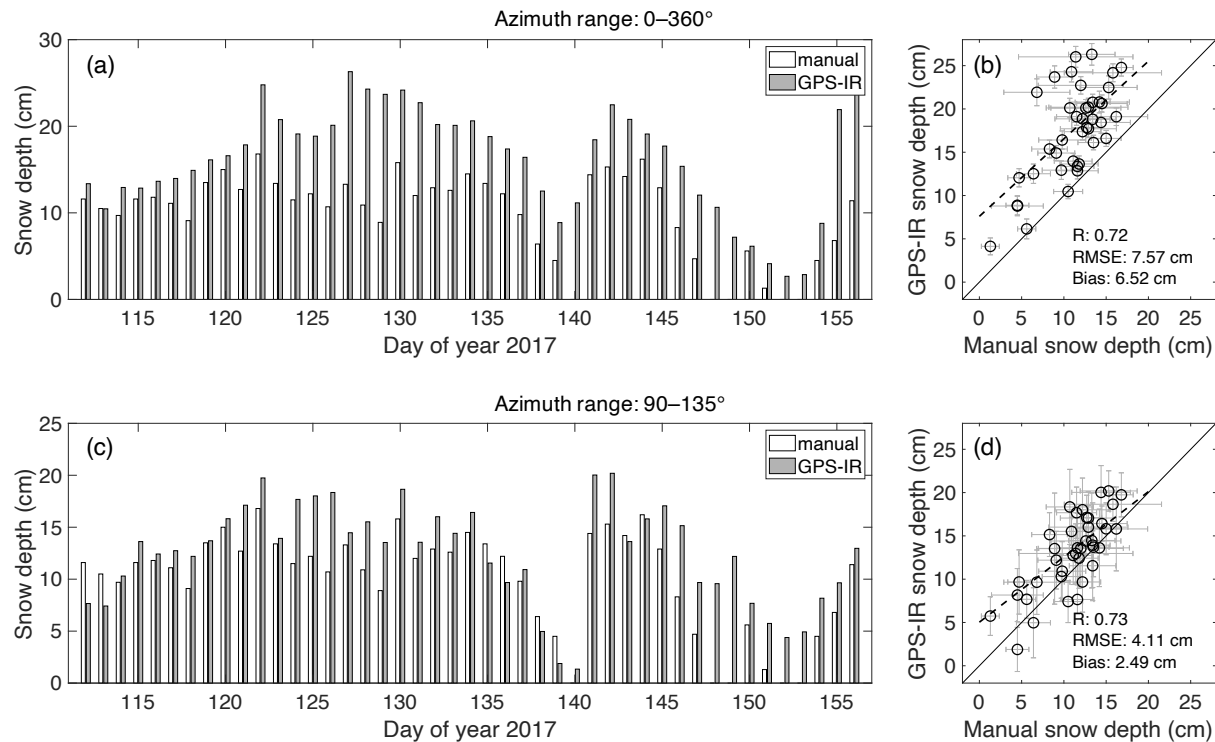 Azimuth range: 0–360°
(a)
manual
GPS-IR
Snow depth (cm)
30
20
10
0
115 120 125 130 135 140 145 150 155
Day of year 2017
(b)
GPS-IR snow depth (cm)
25
20
15
10
5
0
R: 0.72
RMSE: 7.57 cm
Bias: 6.52 cm
0 5 10 15 20 25
Manual snow depth (cm)
Azimuth range: 90–135°
(c)
manual
GPS-IR
Snow depth (cm)
25
20
15
10
5
0
115 120 125 130 135 140 145 150 155
Day of year 2017
(d)
GPS-IR snow depth (cm)
25
20
15
10
5
0
R: 0.73
RMSE: 4.11 cm
Bias: 2.49 cm
0 5 10 15 20 25
Manual snow depth (cm)